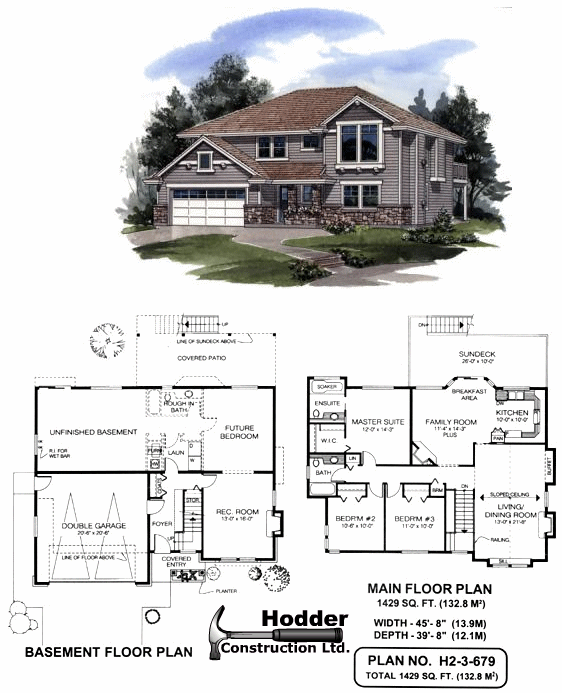 UP
LINE OF SUNDECK ABOVE
COVERED PATIO
ROUGH IN
BATH
UNFINISHED BASEMENT
FUTURE
BEDROOM
R.I. FOR
WET BAR
FURN
LAUN
D
W
STOR.
DOUBLE GARAGE
20'-6" x 20'-6"
REC. ROOM
13'-0" x 16'-0"
FOYER
LINE OF FLOOR ABOVE
UP
COVERED
ENTRY
PLANTER
BASEMENT FLOOR PLAN
DN
SUNDECK
26'-0" x 10'-0"
SOAKER
ENSUITE
BREAKFAST
AREA
DW
KITCHEN
10'-0" x 10'-0"
MASTER SUITE
12'-0" x 14'-3"
FAMILY ROOM
11'-4" x 14'-3"
PLUS
W.I.C.
PAN
LIN
BATH
BUFFET
DN
BRM
SLOPED CEILING
LIVING/
DINING ROOM
13'-0" x 21'-8"
BEDR'M #2
10'-6" x 10'-0"
BEDR'M #3
11'-0" x 10'-0"
RAILING
SILL
MAIN FLOOR PLAN
1429 SQ. FT. (132.8 M²)
WIDTH - 45'- 8" (13.9M)
DEPTH - 39'- 8" (12.1M)
Hodder
Construction Ltd.
PLAN NO. H2-3-679
TOTAL 1429 SQ. FT. (132.8 M²)